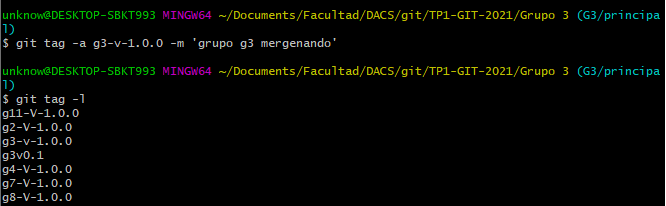 unknow@DESKTOP-SBKT993 MINGW64 ~/Documents/Facultad/DACS/git/TP1-GIT-2021/Grupo 3 (G3/principa
l)
$ git tag -a g3-v-1.0.0 -m 'grupo g3 mergenando'
unknow@DESKTOP-SBKT993 MINGW64 ~/Documents/Facultad/DACS/git/TP1-GIT-2021/Grupo 3 (G3/principa
l)
$ git tag -l
g11-V-1.0.0
g2-V-1.0.0
g3-v-1.0.0
g3v0.1
g4-V-1.0.0
g7-V-1.0.0
g8-V-1.0.0